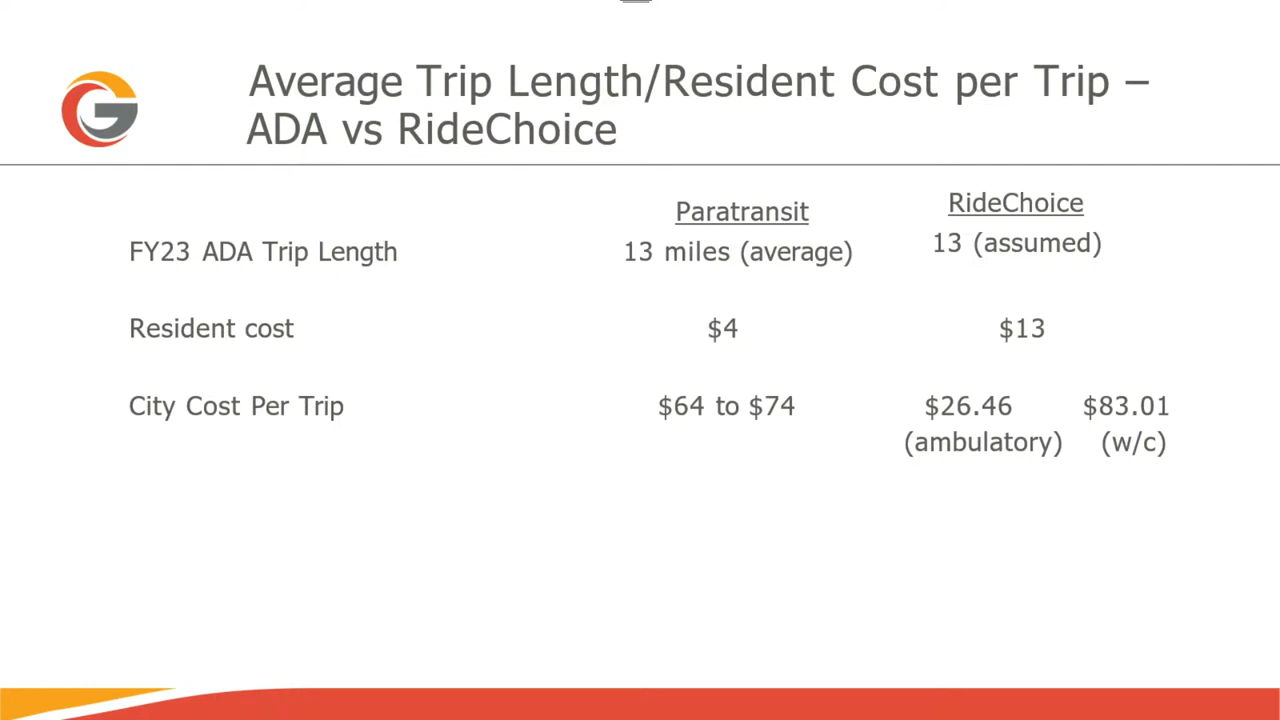 Average Trip Length/Resident Cost per Trip –
ADA vs RideChoice
Paratransit RideChoice
FY23 ADA Trip Length 13 miles (average) 13 (assumed)
Resident cost $4 $13
City Cost Per Trip $64 to $74 $26.46 $83.01
(ambulatory) (w/c)